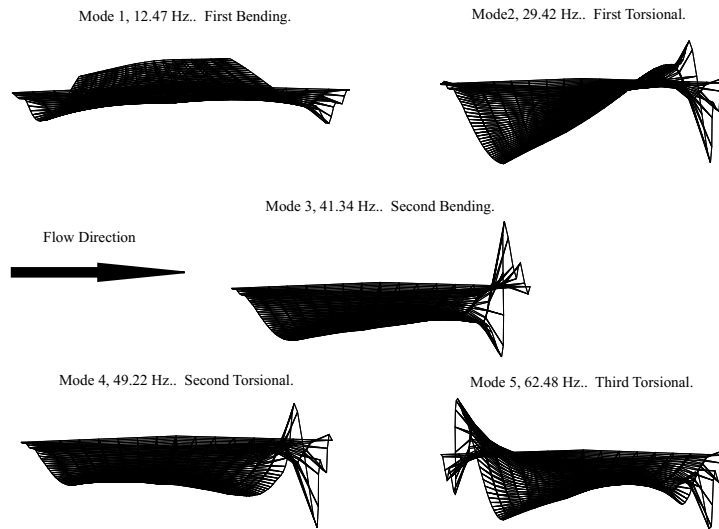 Mode 1, 12.47 Hz.. First Bending.
Mode2, 29.42 Hz.. First Torsional.
Mode 3, 41.34 Hz.. Second Bending.
Flow Direction
Mode 4, 49.22 Hz.. Second Torsional.
Mode 5, 62.48 Hz.. Third Torsional.